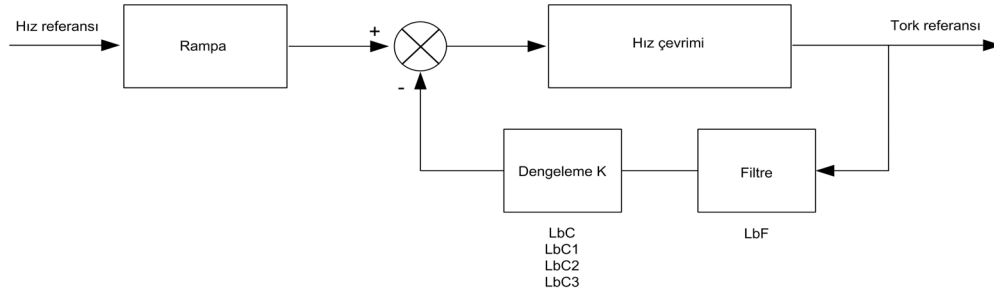 Hız referansı
Rampa
+
-
Hız çevrimi
Tork referansı
Dengeleme K
Filtre
LbC
LbC1
LbC2
LbC3
LbF